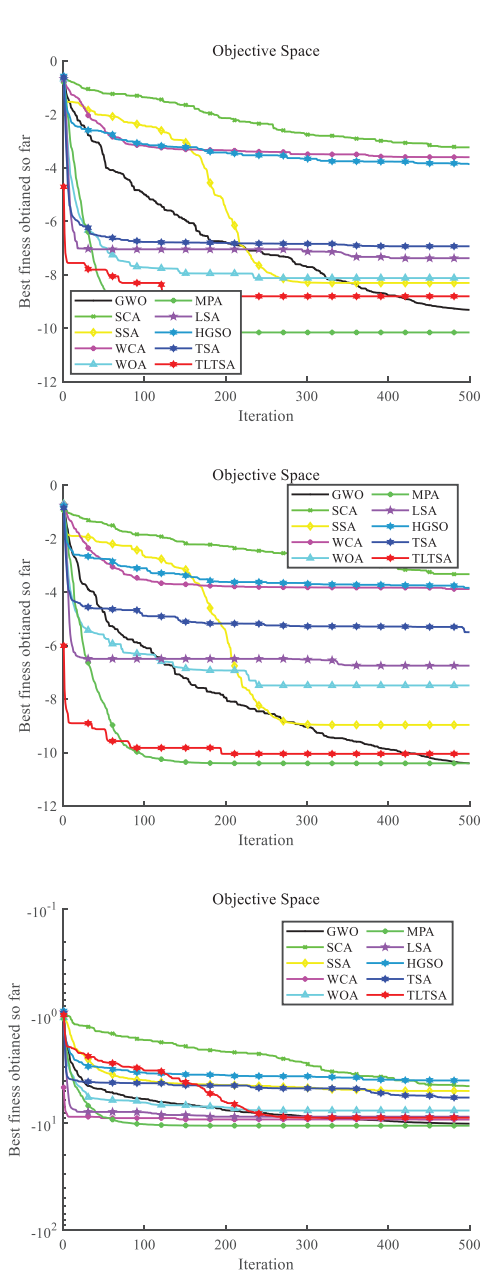 Objective Space
0
-2
-4
-6
-8
-10
-12
Best finess obtianed so far
GWO MPA
SCA LSA
SSA HGSO
WCA TSA
WOA TLTSA
0 100 200 300 400 500
Iteration
Objective Space
0
-2
-4
-6
-8
-10
-12
Best finess obtianed so far
GWO MPA
SCA LSA
SSA HGSO
WCA TSA
WOA TLTSA
0 100 200 300 400 500
Iteration
Objective Space
-10^-1
-10^0
-10^1
-10^2
Best finess obtianed so far
GWO MPA
SCA LSA
SSA HGSO
WCA TSA
WOA TLTSA
0 100 200 300 400 500
Iteration